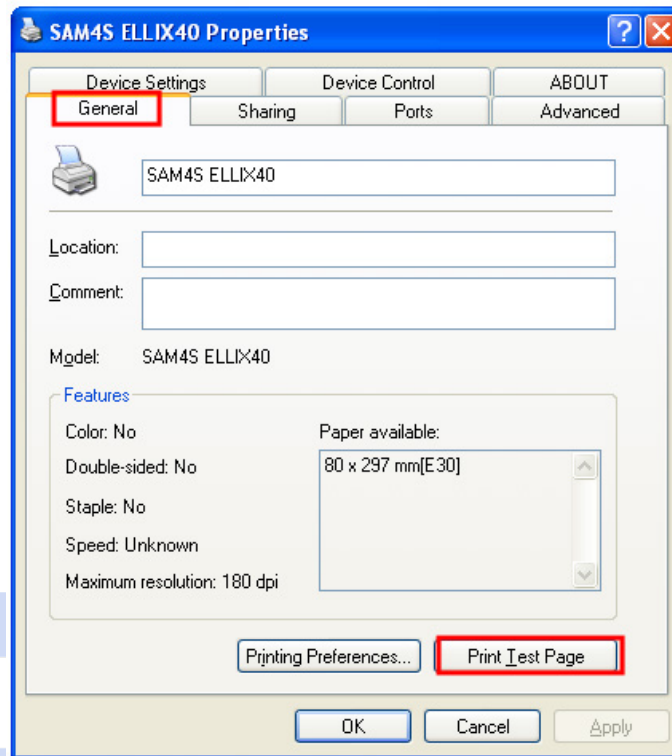 SAM4S ELLIX40 Properties
Device Settings Device Control ABOUT
General Sharing Ports Advanced
SAM4S ELLIX40
Location:
Comment:
Model: SAM4S ELLIX40
Features
Color: No Paper available:
Double-sided: No 80 x 297 mm[E30]
Staple: No
Speed: Unknown
Maximum resolution: 180 dpi
Printing Preferences... Print Test Page
OK Cancel Apply